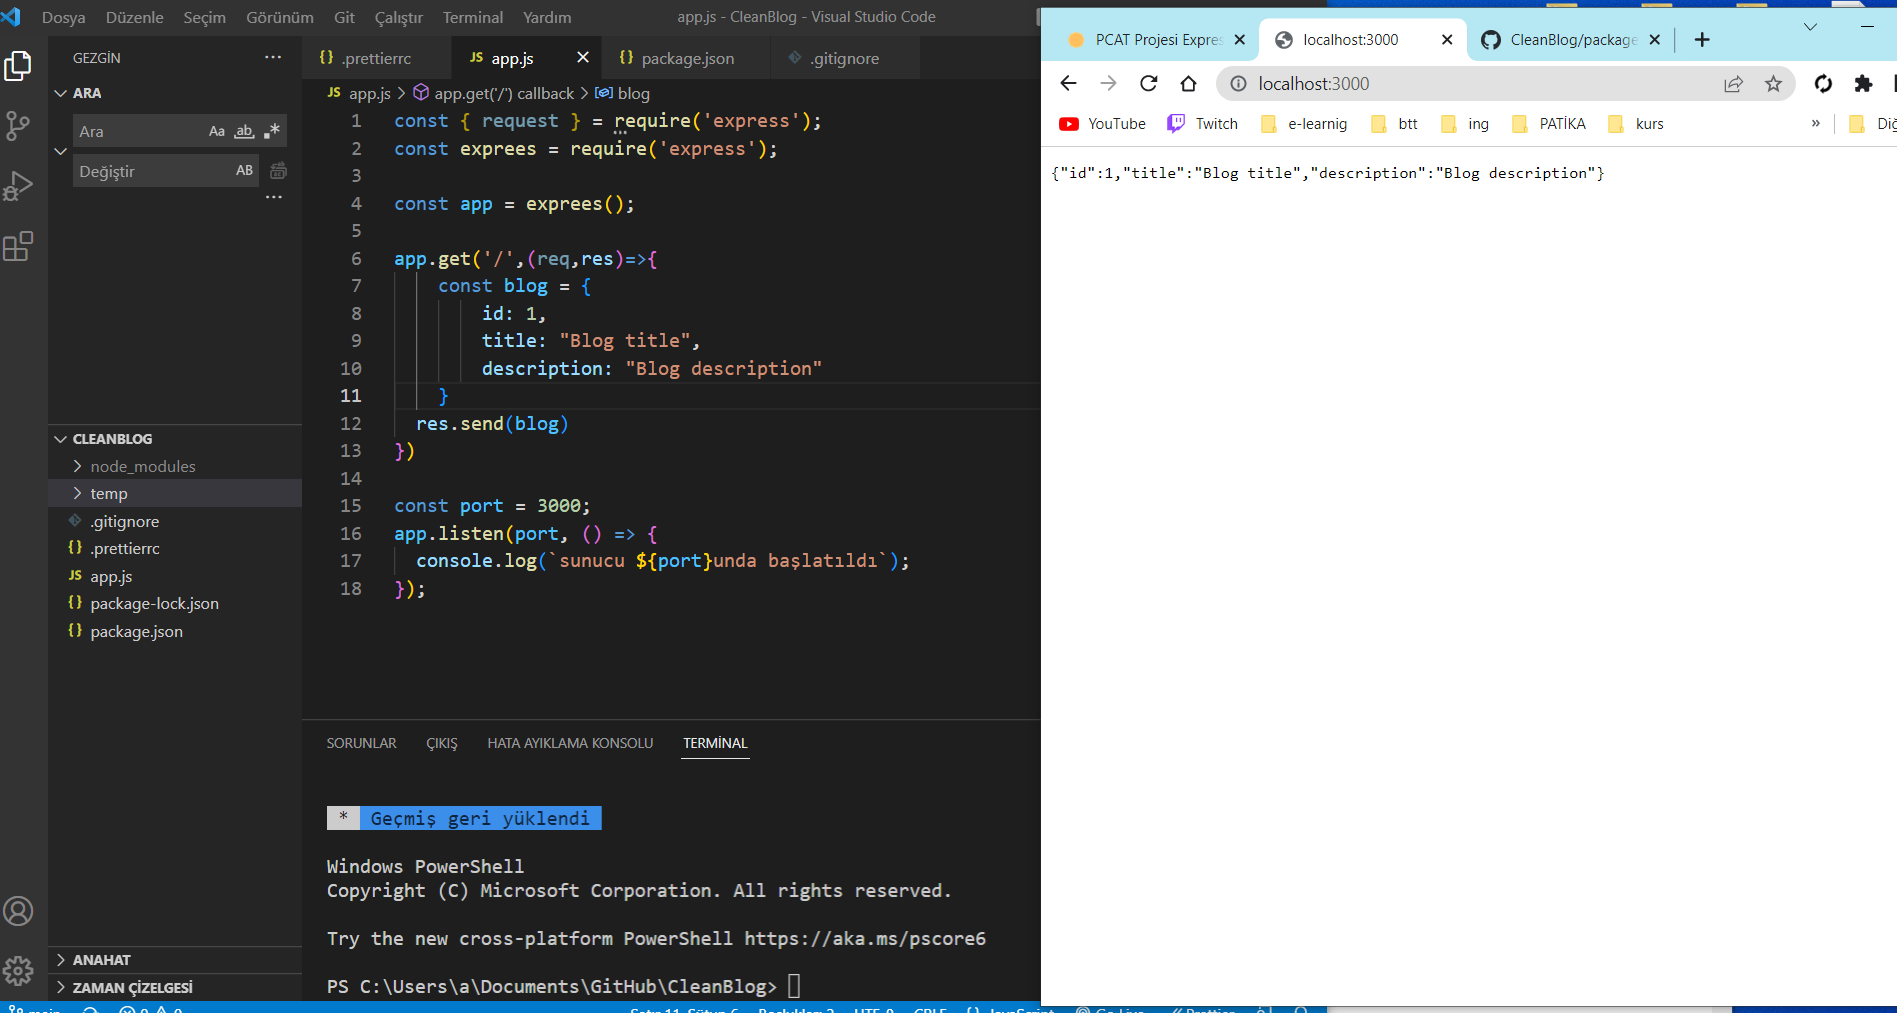 Dosya Düzenle Seçim Görünüm Git Çalıştır Terminal Yardım
app.js - CleanBlog - Visual Studio Code
GEZGİN
ARA
Ara Aa ab
Değiştir AB
CLEANBLOG
node_modules
temp
.gitignore
{} .prettierrc
JS app.js
{} package-lock.json
{} package.json
ANAHAT
ZAMAN ÇİZELGESİ
{} .prettierrc JS app.js {} package.json .gitignore
JS app.js > app.get('/') callback > blog
1 const { request } = require('express');
2 const exprees = require('express');
3
4 const app = exprees();
5
6 app.get('/',(req,res)=>{
7 const blog = {
8 id: 1,
9 title: "Blog title",
10 description: "Blog description"
11 }
12 res.send(blog)
13 })
14
15 const port = 3000;
16 app.listen(port, () => {
17 console.log(`sunucu ${port}unda başlatıldı`);
18 });
SORUNLAR ÇIKIŞ HATA AYIKLAMA KONSOLU TERMİNAL
* Geçmiş geri yüklendi
Windows PowerShell
Copyright (C) Microsoft Corporation. All rights reserved.
Try the new cross-platform PowerShell https://aka.ms/pscore6
PS C:\Users\a\Documents\GitHub\CleanBlog>
PCAT Projesi Expres localhost:3000 CleanBlog/package
localhost:3000
YouTube Twitch e-learnig btt ing PATİKA kurs » Diğ
{"id":1,"title":"Blog title","description":"Blog description"}